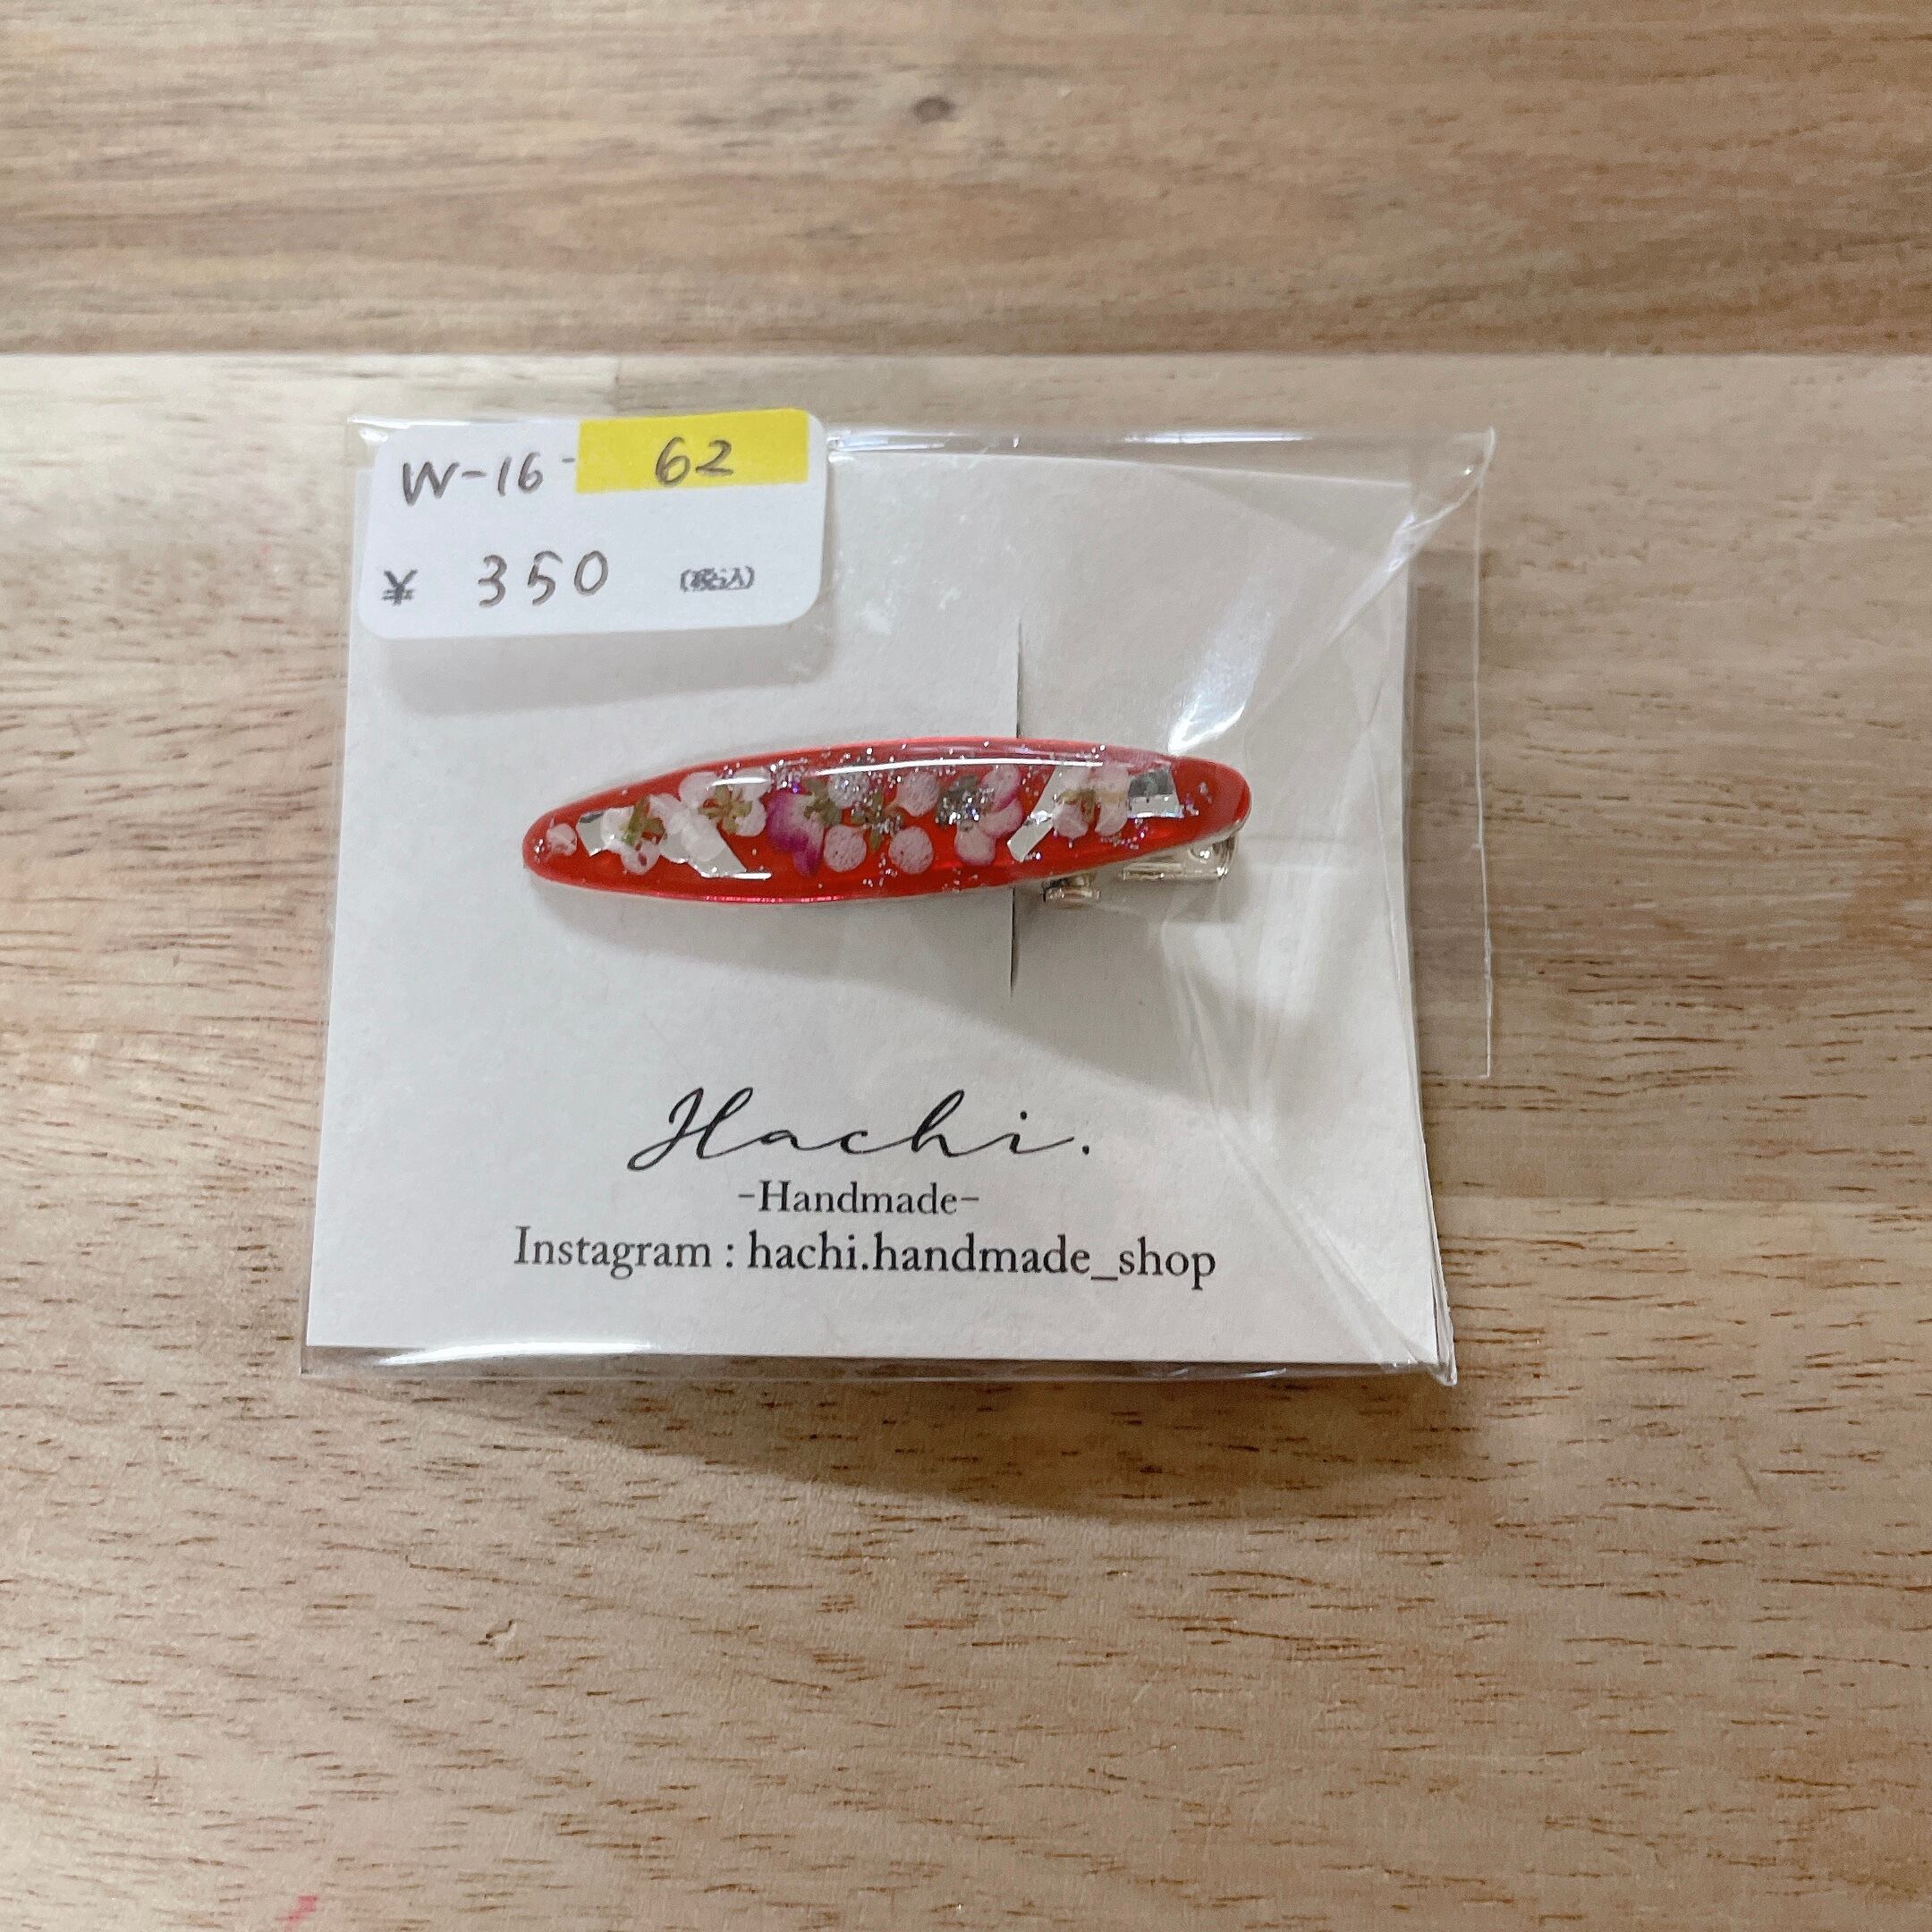 W-16- 62
¥ 350 (税込)
Hachi.
-Handmade-
Instagram : hachi.handmade_shop